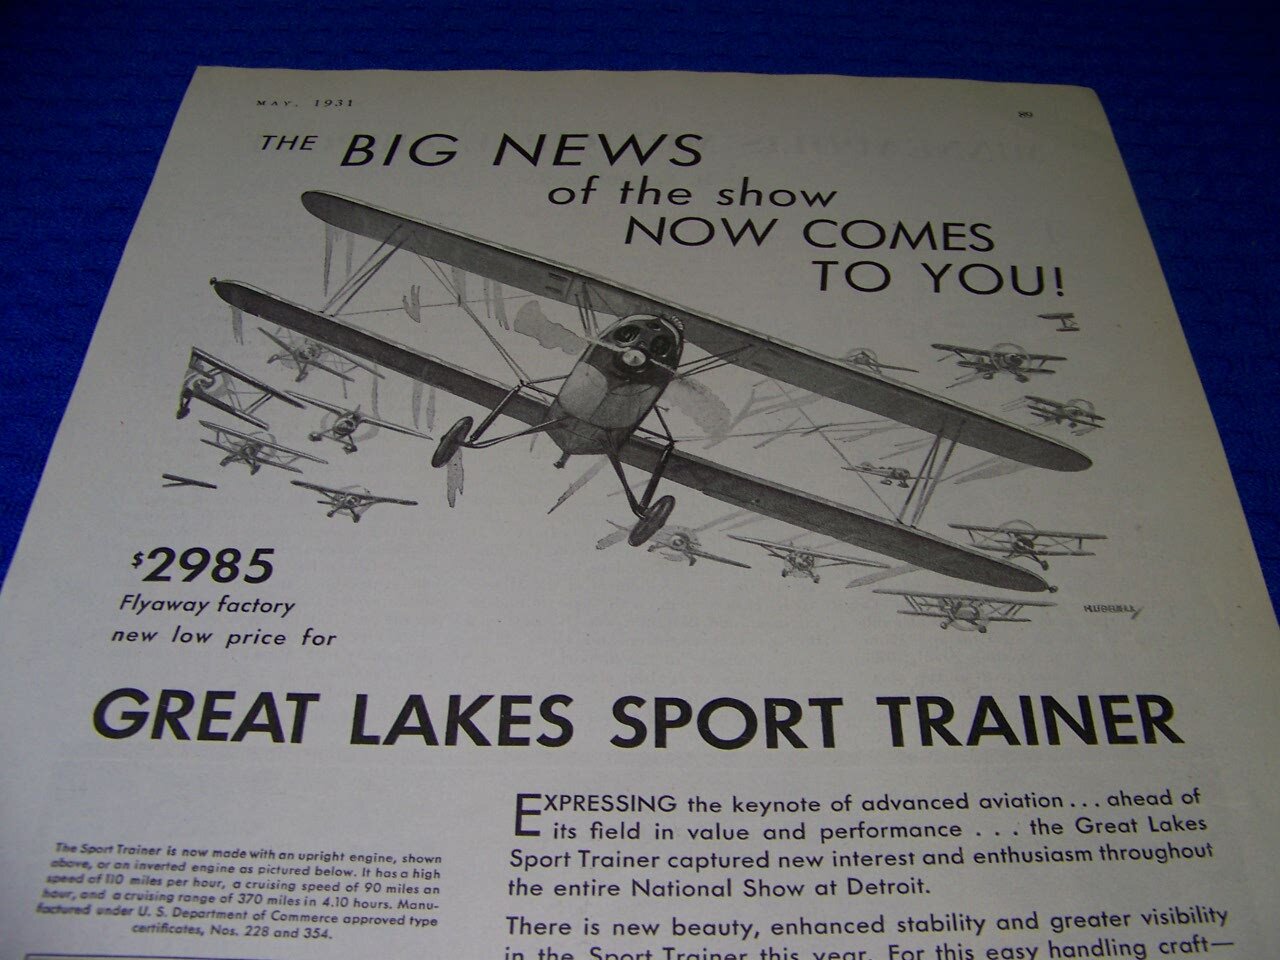 MAY, 1931
89
THE BIG NEWS
of the show
NOW COMES
TO YOU!
$2985
Flyaway factory
new low price for
GREAT LAKES SPORT TRAINER
The Sport Trainer is now made with an upright engine, shown
above, or an inverted engine as pictured below. It has a high
speed of 110 miles per hour, a cruising speed of 90 miles an
hour, and a cruising range of 370 miles in 4.10 hours. Manu-
factured under U. S. Department of Commerce approved type
certificates, Nos. 228 and 354.
EXPRESSING the keynote of advanced aviation . . . ahead of
its field in value and performance . . . the Great Lakes
Sport Trainer captured new interest and enthusiasm throughout
the entire National Show at Detroit.
There is new beauty, enhanced stability and greater visibility
in the Sport Trainer this year. For this easy handling craft—